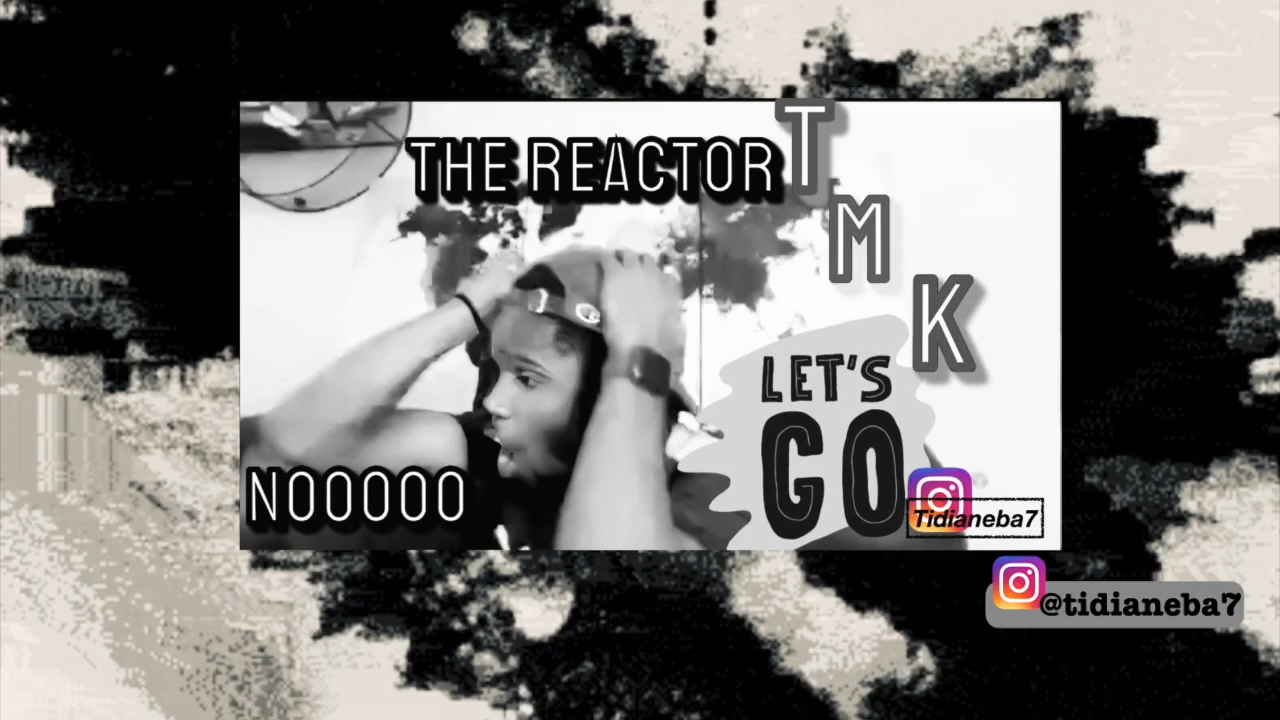 THE REACTOR
T
M
K
LET'S
GO
NOOOOO
Tidianeba7
@tidianeba7